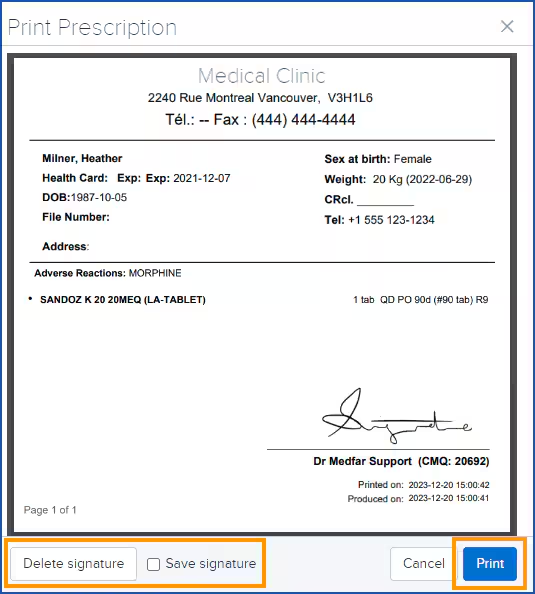 Print Prescription
Medical Clinic
2240 Rue Montreal Vancouver, V3H1L6
Tél.: -- Fax : (444) 444-4444
Milner, Heather Sex at birth: Female
Health Card: Exp: Exp: 2021-12-07 Weight: 20 Kg (2022-06-29)
DOB:1987-10-05 CRcl. ________
File Number: Tel: +1 555 123-1234
Address:
Adverse Reactions: MORPHINE
• SANDOZ K 20 20MEQ (LA-TABLET) 1 tab QD PO 90d (#90 tab) R9
Signature
Dr Medfar Support (CMQ: 20692)
Printed on: 2023-12-20 15:00:42
Produced on: 2023-12-20 15:00:41
Page 1 of 1
Delete signature Save signature Cancel Print